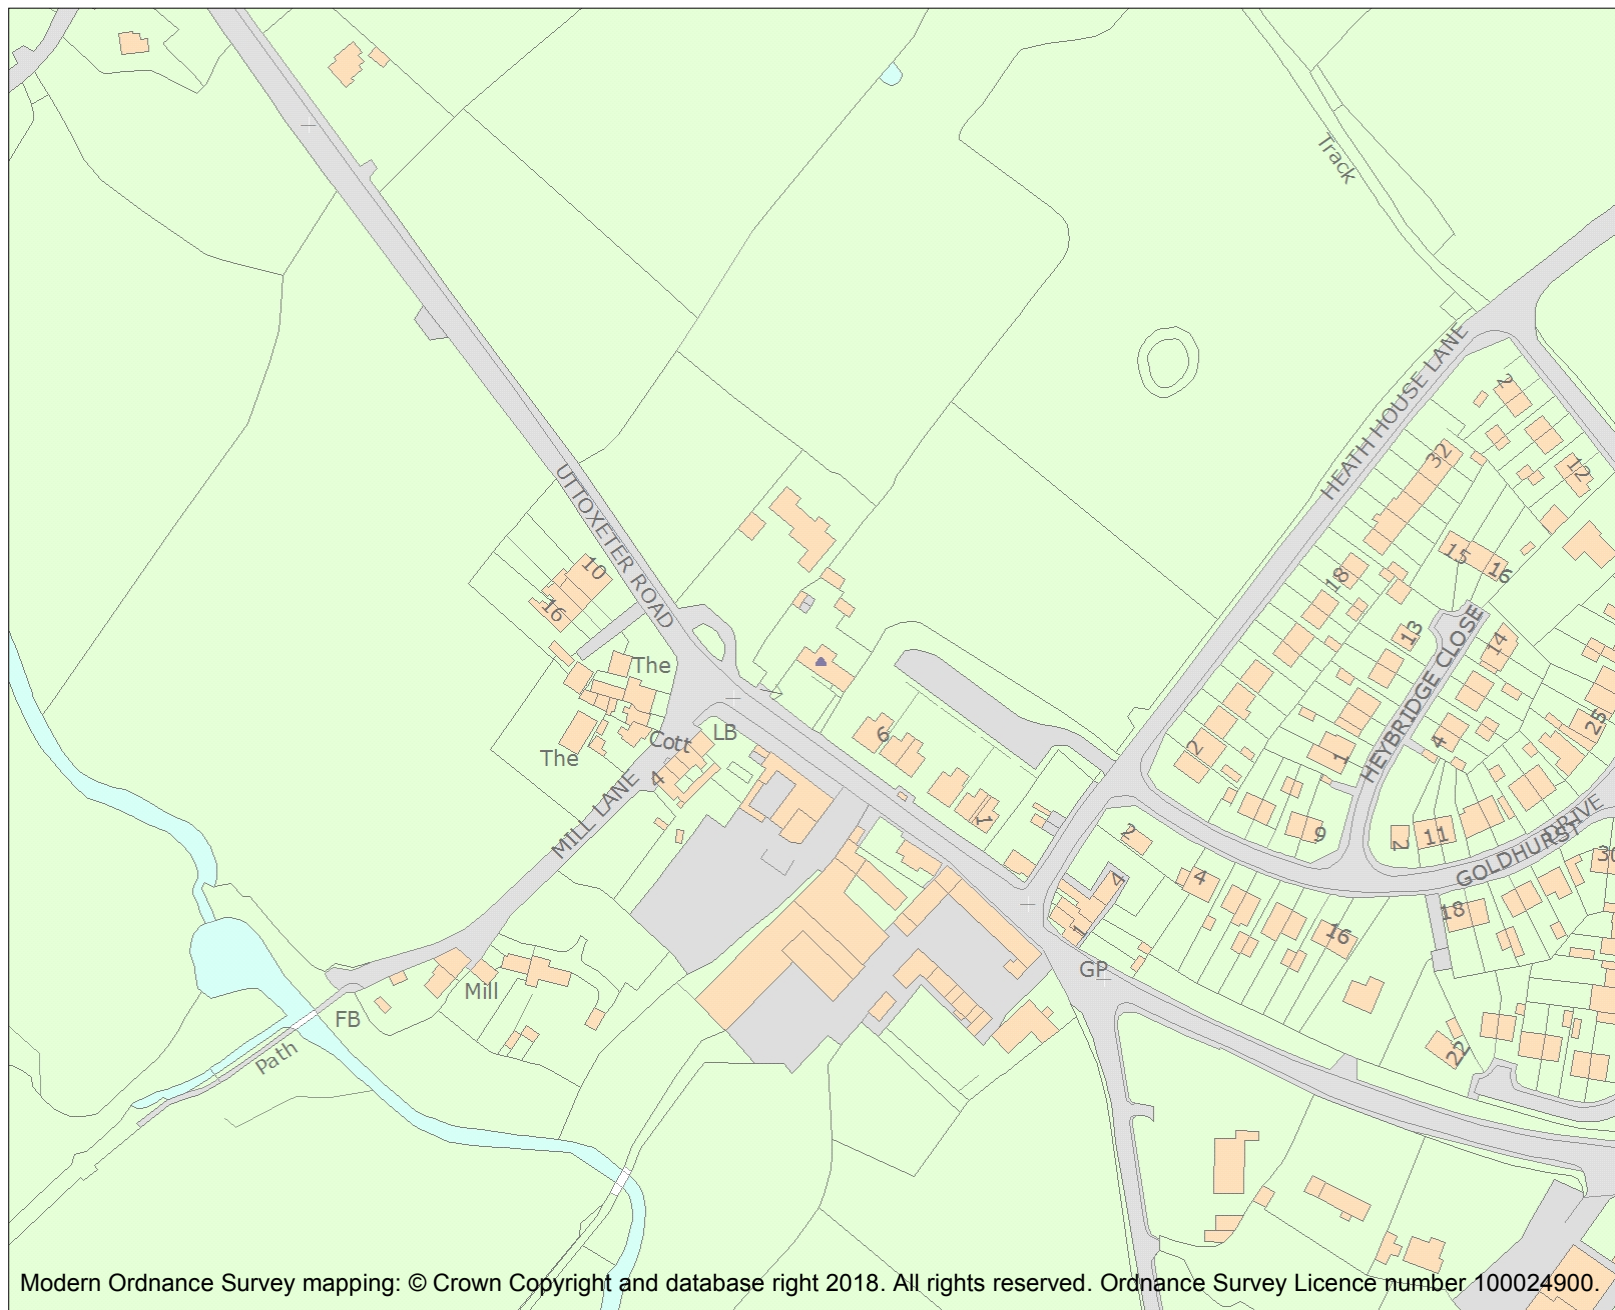 Track
HEATH HOUSE LANE
2
32
12
UTTOXETER ROAD
10
16
15
16
18
13
14
HEYBRIDGE CLOSE
The
The
Cott
LB
4
6
1
2
1
4
25
MILL LANE
9
2
11
GOLDHURST
DRIVE
30
2
4
4
1
16
18
GP
Mill
FB
Path
22
Modern Ordnance Survey mapping: © Crown Copyright and database right 2018. All rights reserved. Ordnance Survey Licence number 100024900.